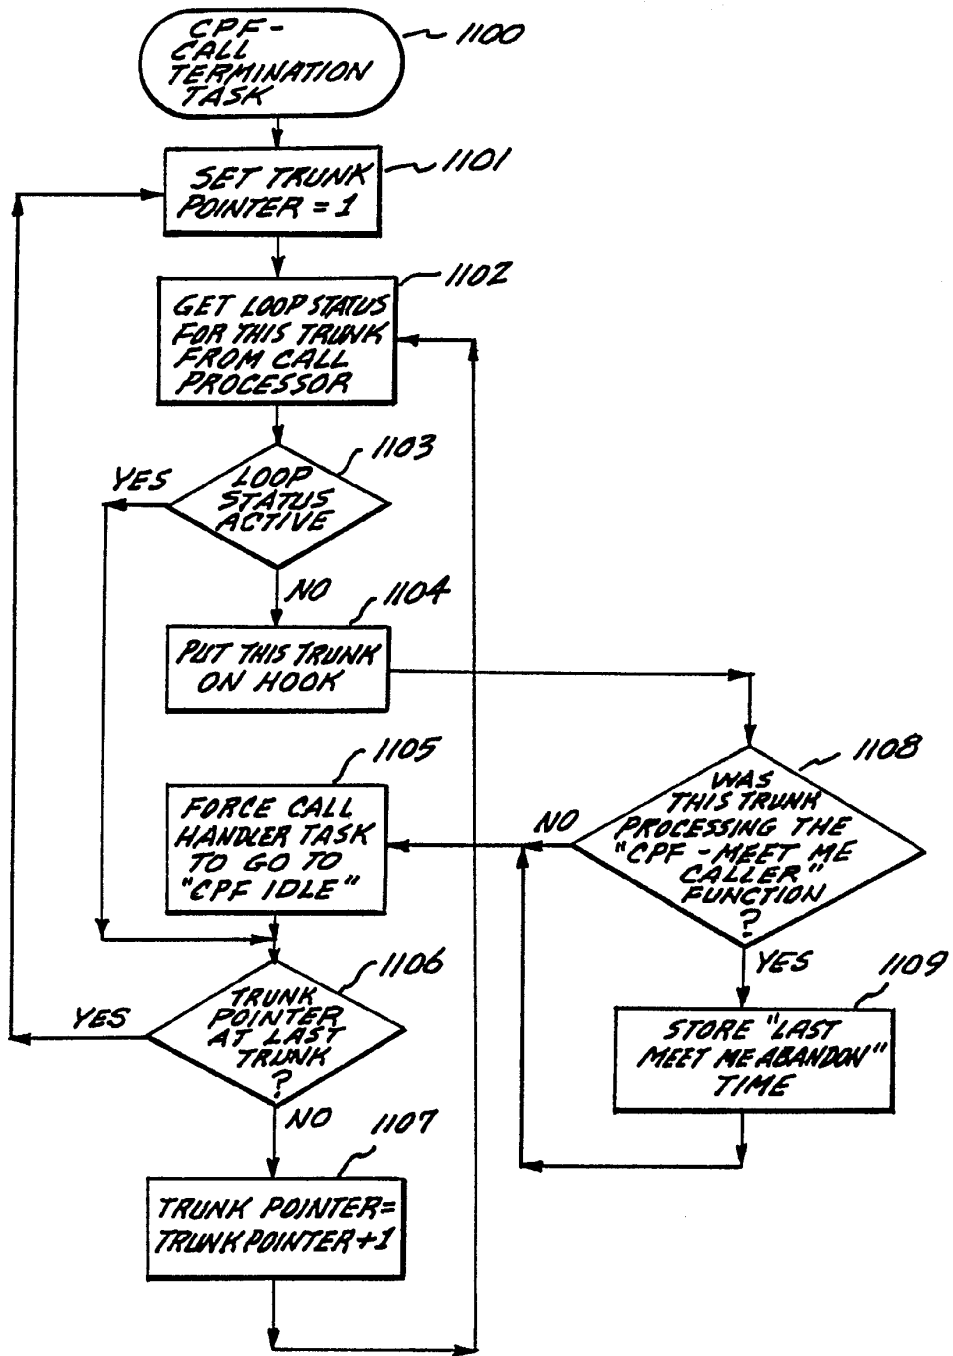 CPF-
CALL
TERMINATION
TASK
1100
SET TRUNK
POINTER = 1
1101
GET LOOP STATUS
FOR THIS TRUNK
FROM CALL
PROCESSOR
1102
LOOP
STATUS
ACTIVE
1103
YES
NO
PUT THIS TRUNK
ON HOOK
1104
WAS
THIS TRUNK
PROCESSING THE
"CPF - MEET ME
CALLER"
FUNCTION
?
1108
NO
YES
STORE "LAST
MEET ME ABANDON"
TIME
1109
FORCE CALL
HANDLER TASK
TO GO TO
"CPF IDLE"
1105
TRUNK
POINTER
AT LAST
TRUNK
?
1106
YES
NO
TRUNK POINTER=
TRUNK POINTER+1
1107